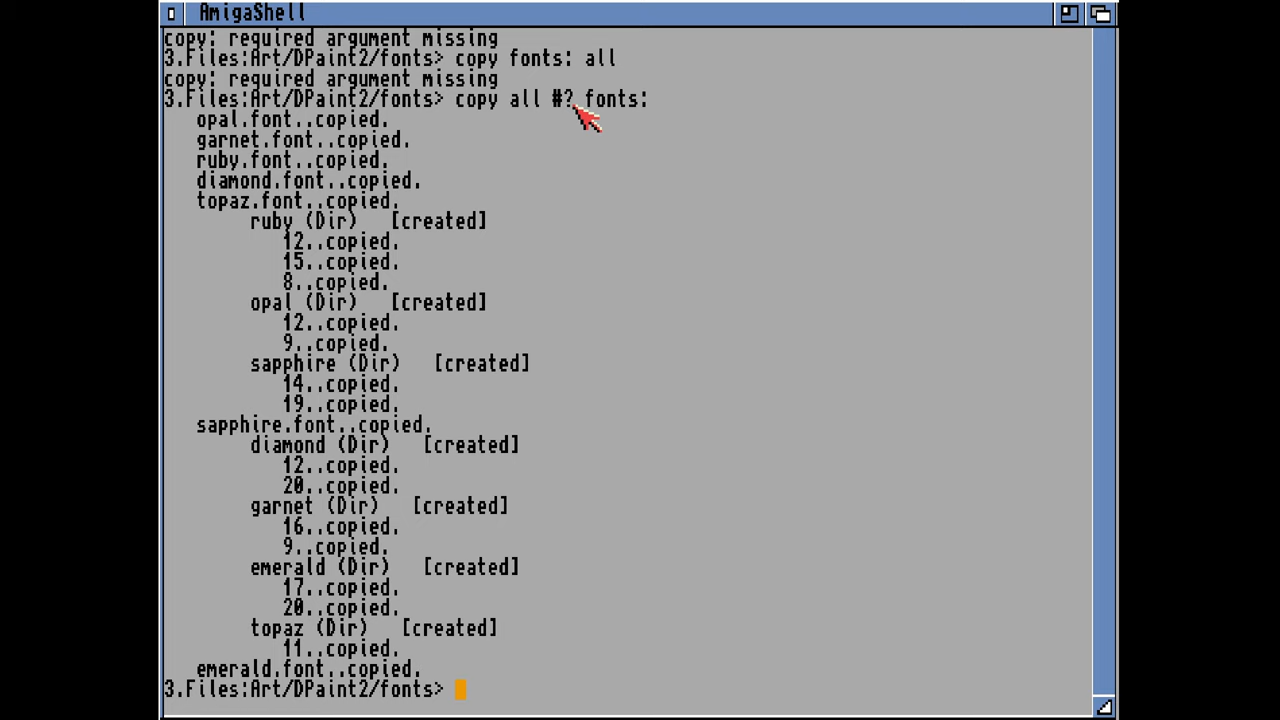 AmigaShell
copy: required argument missing
3.Files:Art/DPaint2/fonts> copy fonts: all
copy: required argument missing
3.Files:Art/DPaint2/fonts> copy all #? fonts:
opal.font..copied.
garnet.font..copied.
ruby.font..copied.
diamond.font..copied.
topaz.font..copied.
ruby (Dir) [created]
12..copied.
15..copied.
8..copied.
opal (Dir) [created]
12..copied.
9..copied.
sapphire (Dir) [created]
14..copied.
19..copied.
sapphire.font..copied.
diamond (Dir) [created]
12..copied.
20..copied.
garnet (Dir) [created]
16..copied.
9..copied.
emerald (Dir) [created]
17..copied.
20..copied.
topaz (Dir) [created]
11..copied.
emerald.font..copied.
3.Files:Art/DPaint2/fonts>